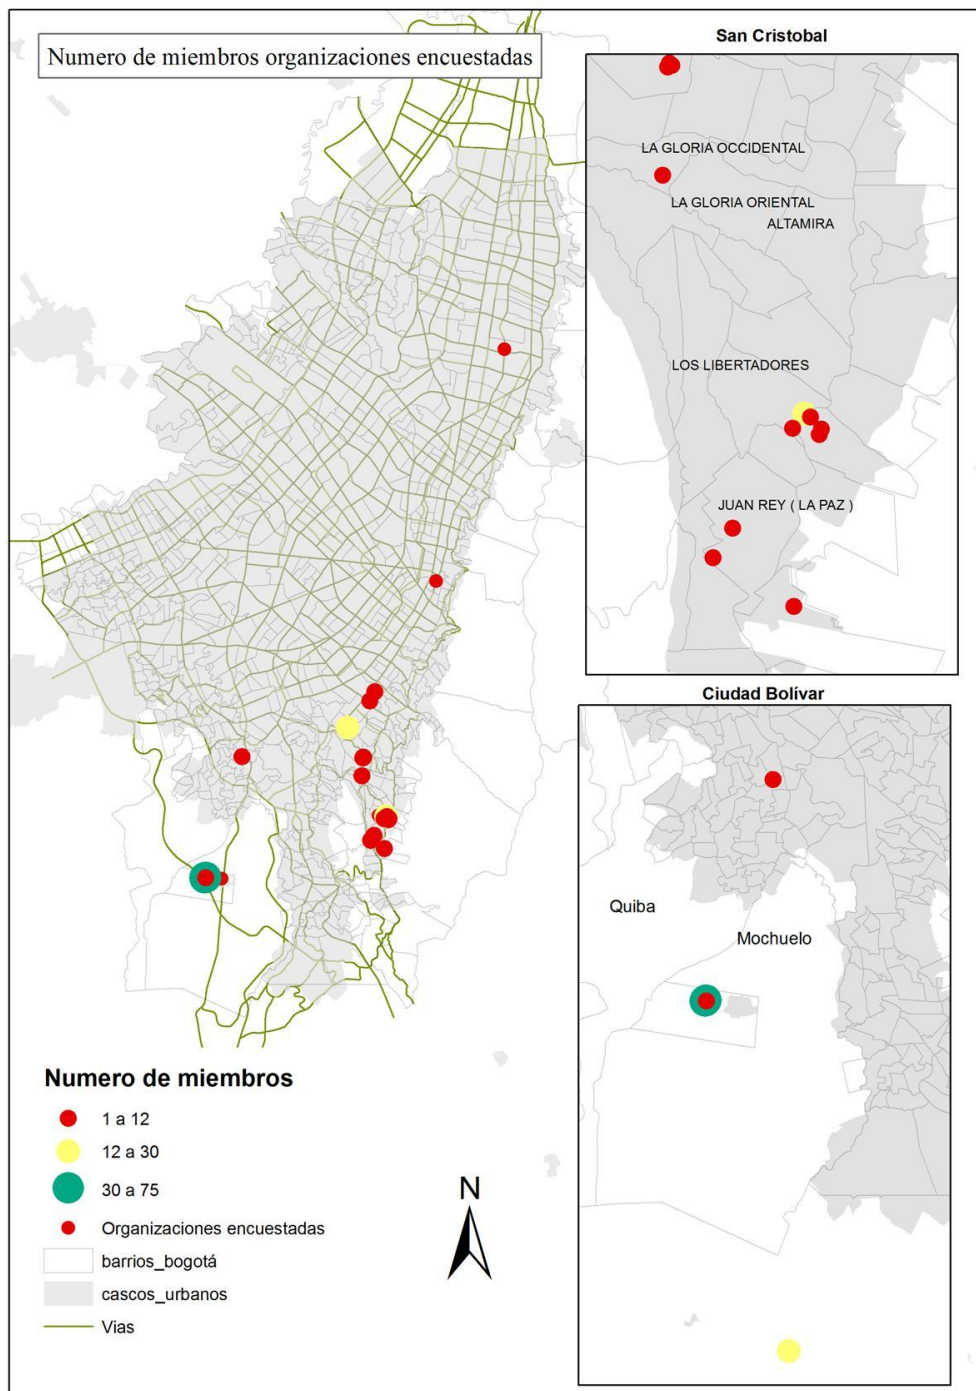 Numero de miembros organizaciones encuestadas
San Cristobal
LA GLORIA OCCIDENTAL
LA GLORIA ORIENTAL
ALTAMIRA
LOS LIBERTADORES
JUAN REY ( LA PAZ )
Ciudad Bolívar
Quiba
Mochuelo
Numero de miembros
1 a 12
12 a 30
30 a 75
Organizaciones encuestadas
barrios_bogotá
cascos_urbanos
Vias
N